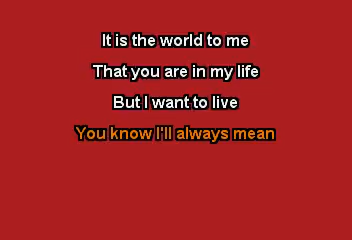 It is the world to me
That you are in my life
But I want to live
You know I'll always mean